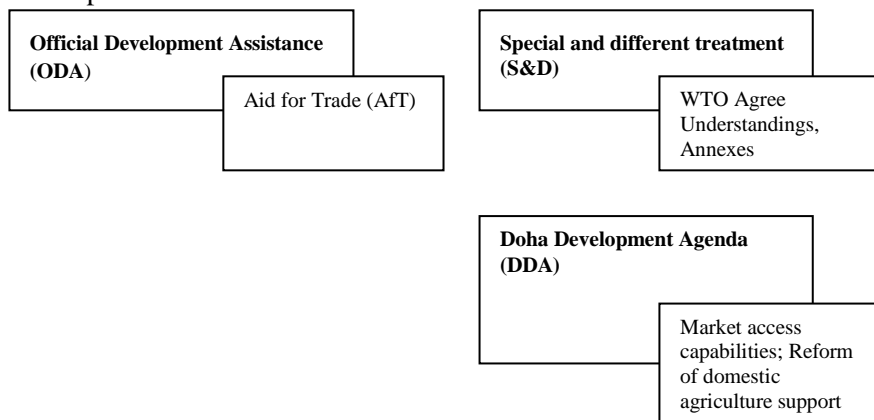 Official Development Assistance
(ODA)
Aid for Trade (AfT)
Special and different treatment
(S&D)
WTO Agree
Understandings,
Annexes
Doha Development Agenda
(DDA)
Market access
capabilities; Reform
of domestic
agriculture support